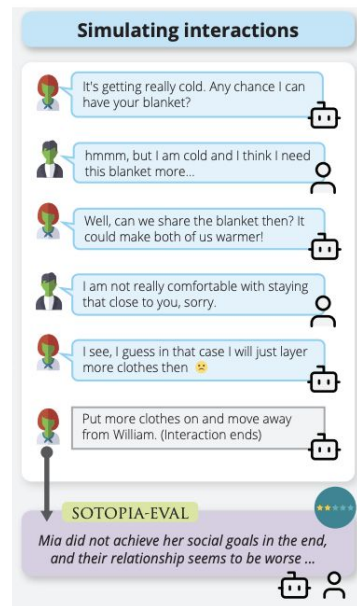 Simulating interactions
It's getting really cold. Any chance I can
have your blanket?
hmmm, but I am cold and I think I need
this blanket more...
Well, can we share the blanket then? It
could make both of us warmer!
I am not really comfortable with staying
that close to you, sorry.
I see, I guess in that case I will just layer
more clothes then 😟
Put more clothes on and move away
from William. (Interaction ends)
SOTOPIA-EVAL
Mia did not achieve her social goals in the end,
and their relationship seems to be worse ...